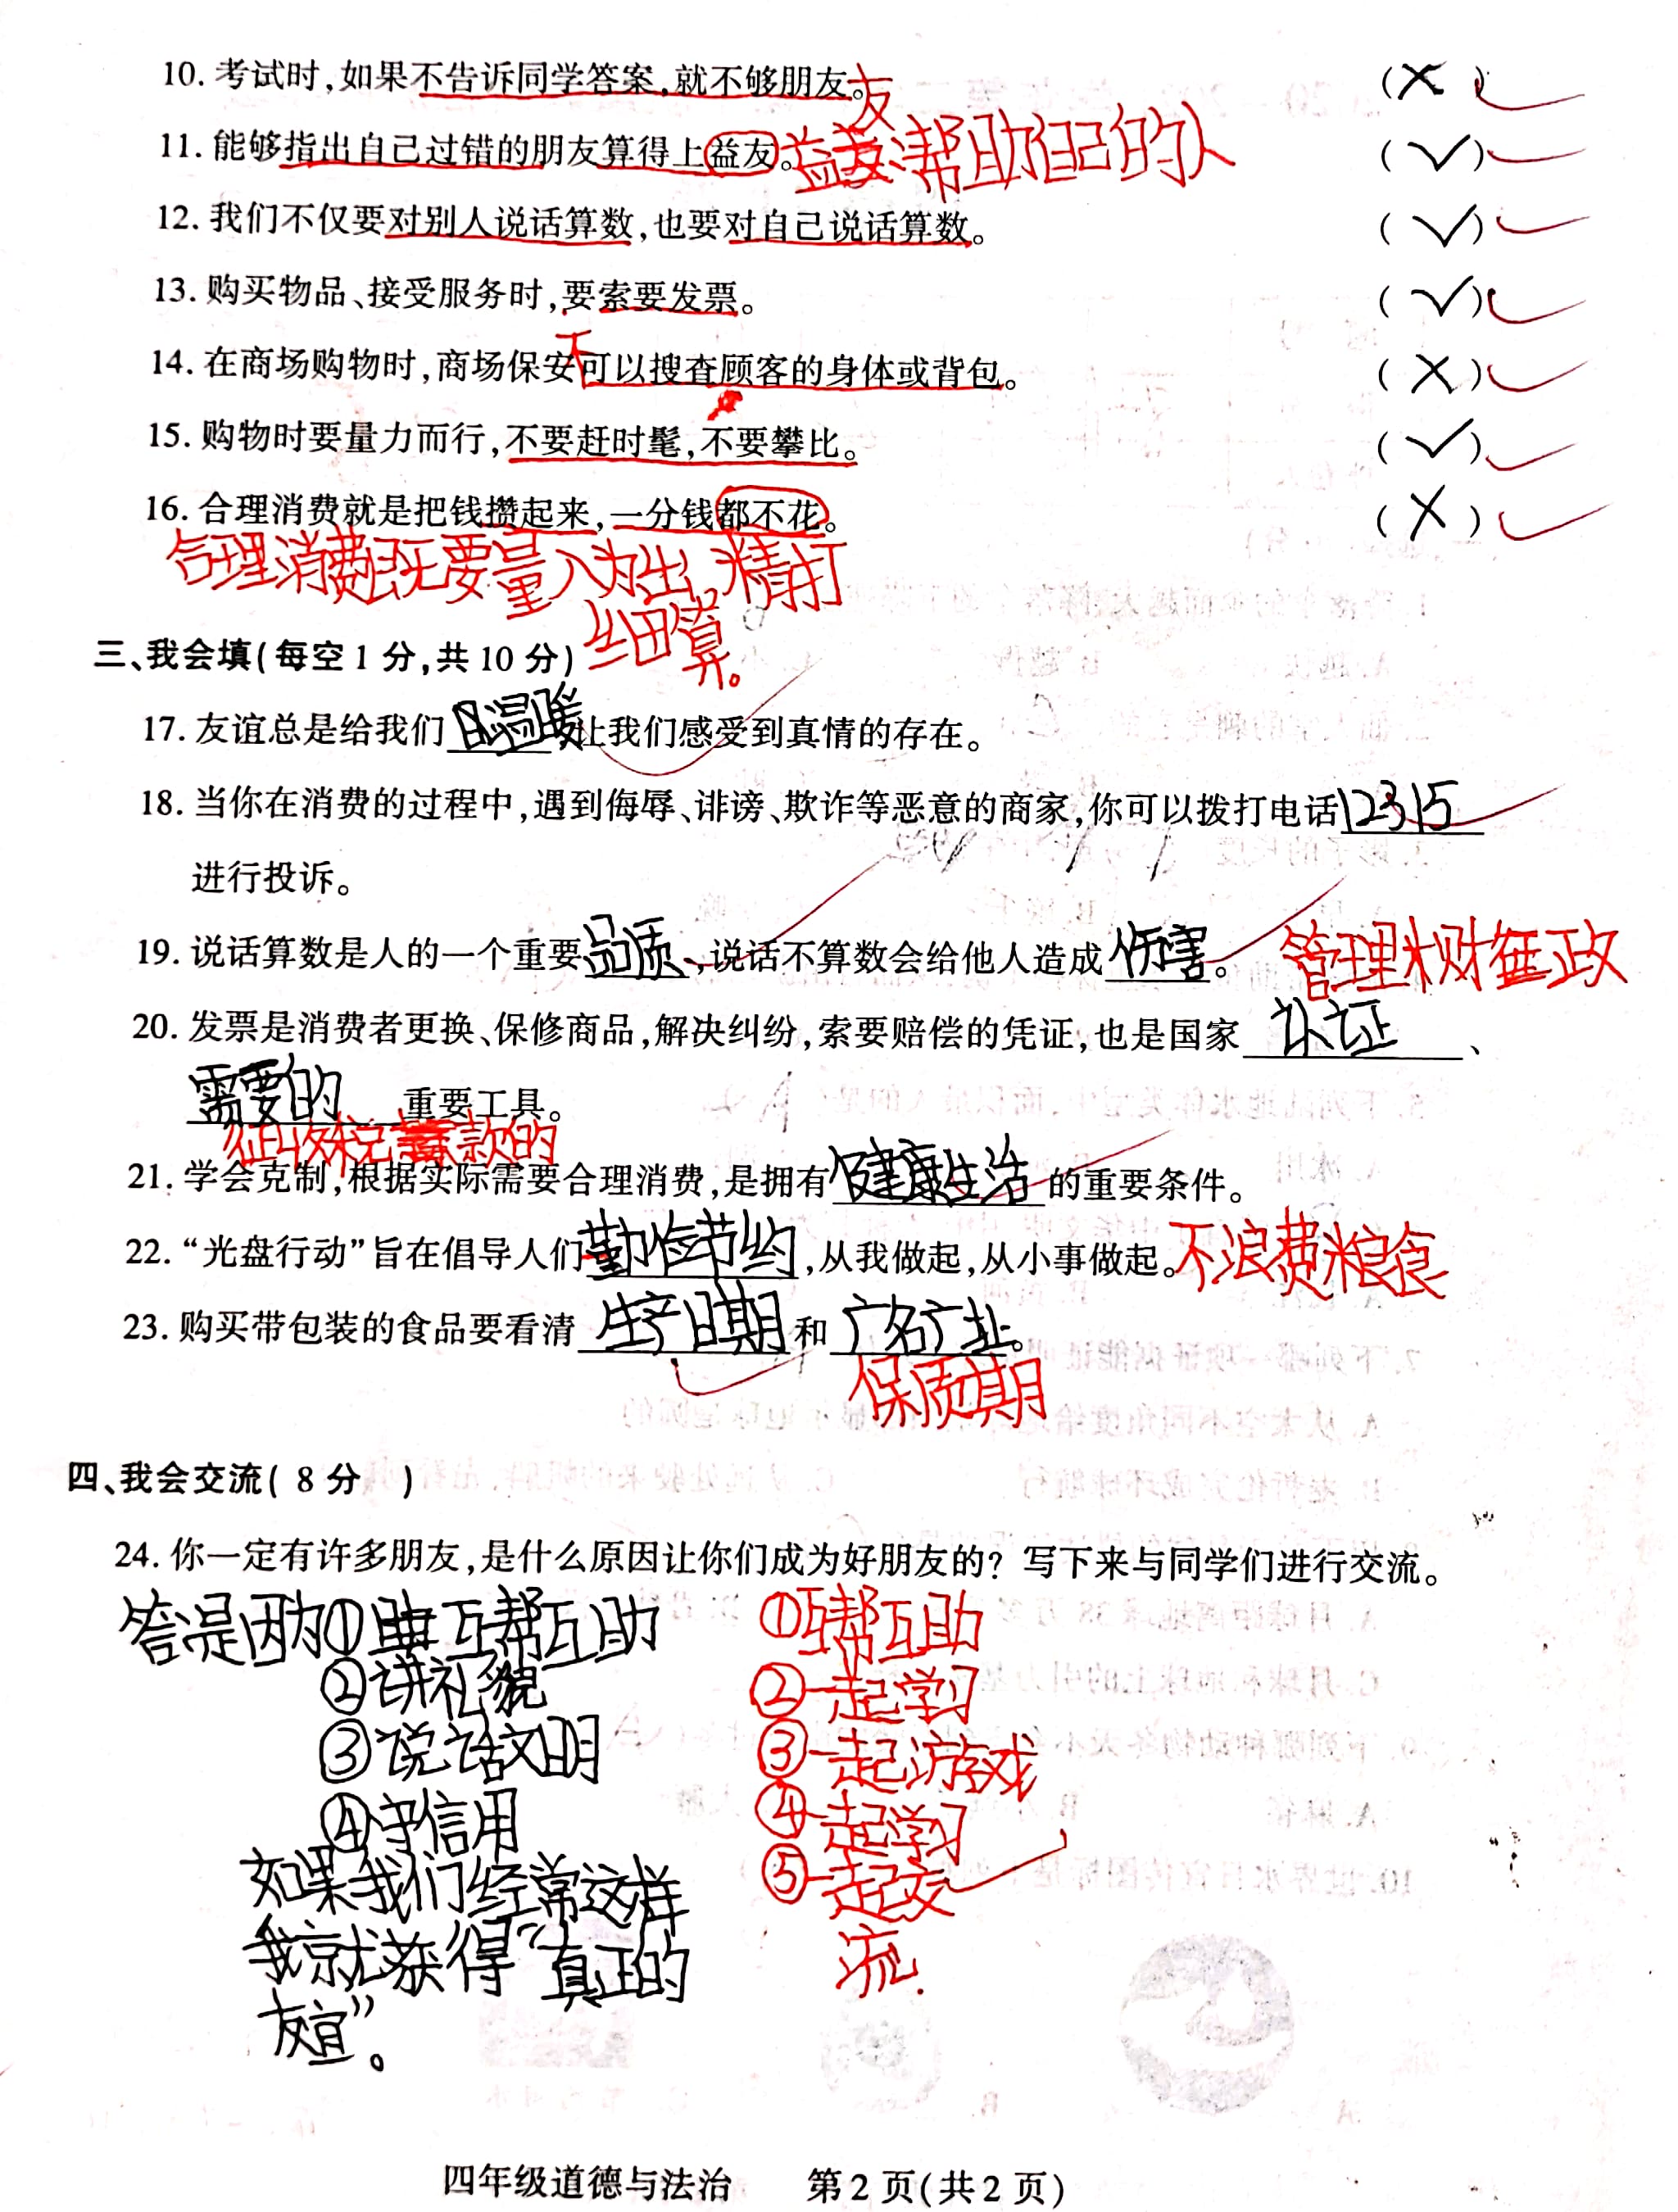 10. 考试时,如果不告诉同学答案,就不够朋友。 (×)
友
11. 能够指出自己过错的朋友算得上益友。 益友:帮助自己的人 (√)
12. 我们不仅要对别人说话算数,也要对自己说话算数。 (√)
13. 购买物品、接受服务时,要索要发票。 (√)
不
14. 在商场购物时,商场保安可以搜查顾客的身体或背包。 (×)
15. 购物时要量力而行,不要赶时髦,不要攀比。 (√)
16. 合理消费就是把钱攒起来,一分钱都不花。 (×)
合理消费既要量入为出,精打
细算。
三、我会填(每空1分,共10分)
17. 友谊总是给我们温暖,让我们感受到真情的存在。
18. 当你在消费的过程中,遇到侮辱、诽谤、欺诈等恶意的商家,你可以拨打电话12315
进行投诉。
19. 说话算数是人的一个重要品质,说话不算数会给他人造成伤害。 管理财政
20. 发票是消费者更换、保修商品,解决纠纷,索要赔偿的凭证,也是国家认证、
需要的重要工具。
征收税款的
21. 学会克制,根据实际需要合理消费,是拥有健康生活的重要条件。
22. “光盘行动”旨在倡导人们勤俭节约,从我做起,从小事做起。 不浪费粮食
23. 购买带包装的食品要看清生产日期和厂名厂址。
保质期
四、我会交流( 8分 )
24. 你一定有许多朋友,是什么原因让你们成为好朋友的? 写下来与同学们进行交流。
答:是因为①互帮互助 ①互帮互助
②讲礼貌 ②一起学习
③说话文明 ③一起游戏
④守信用 ④一起学习
如果我们经常这样 ⑤一起交
我就获得“真正的 流.
友宜”。
四年级道德与法治 第2页(共2页)